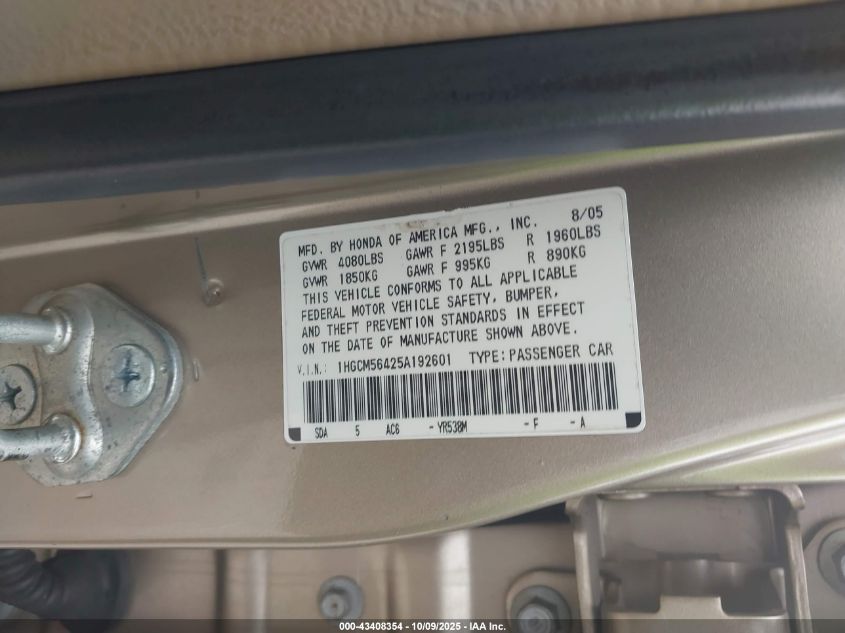 MFD. BY HONDA OF AMERICA MFG., INC. 8/05
GVWR 4080LBS GAWR F 2195LBS R 1960LBS
GVWR 1850KG GAWR F 995KG R 890KG
THIS VEHICLE CONFORMS TO ALL APPLICABLE
FEDERAL MOTOR VEHICLE SAFETY, BUMPER,
AND THEFT PREVENTION STANDARDS IN EFFECT
ON THE DATE OF MANUFACTURE SHOWN ABOVE.
V.I.N.: 1HGCM56425A192601 TYPE: PASSENGER CAR
SDA 5 AC6 - YR538M - F - A
000-43408354 - 10/09/2025 - IAA Inc.